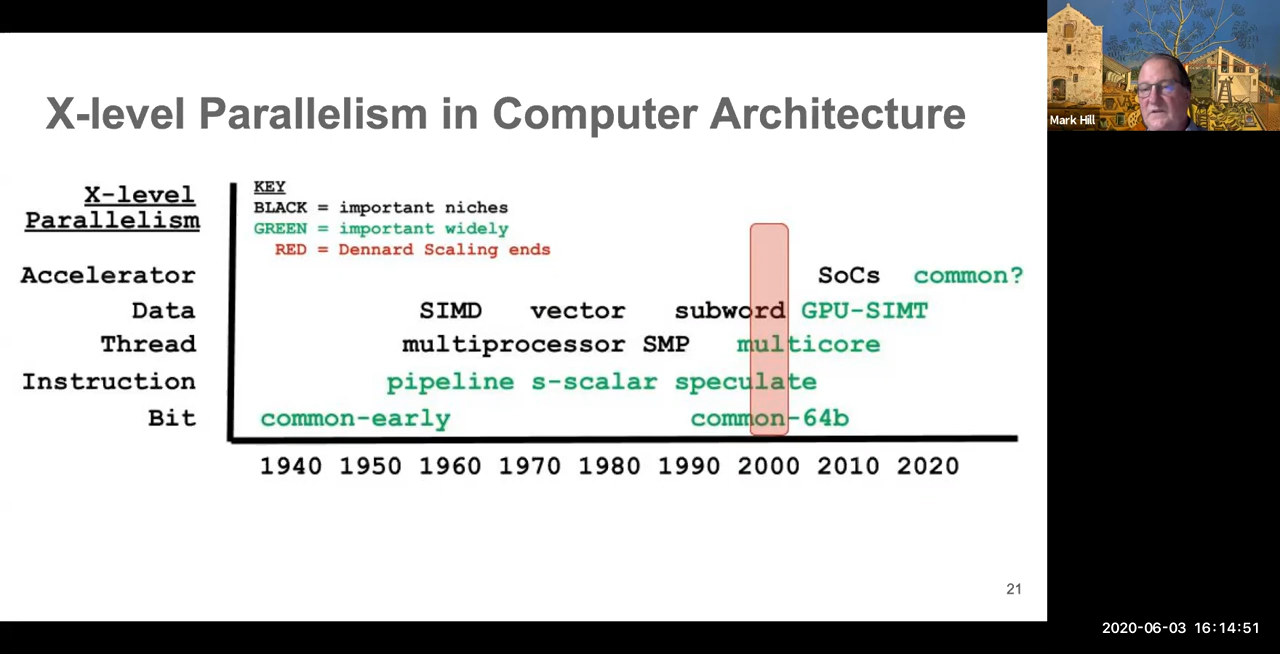 X-level Parallelism in Computer Architecture
Mark Hill
X-level
Parallelism
KEY
BLACK = important niches
GREEN = important widely
RED = Dennard Scaling ends
Accelerator SoCs common?
Data SIMD vector subword GPU-SIMT
Thread multiprocessor SMP multicore
Instruction pipeline s-scalar speculate
Bit common-early common-64b
1940 1950 1960 1970 1980 1990 2000 2010 2020
21
2020-06-03 16:14:51